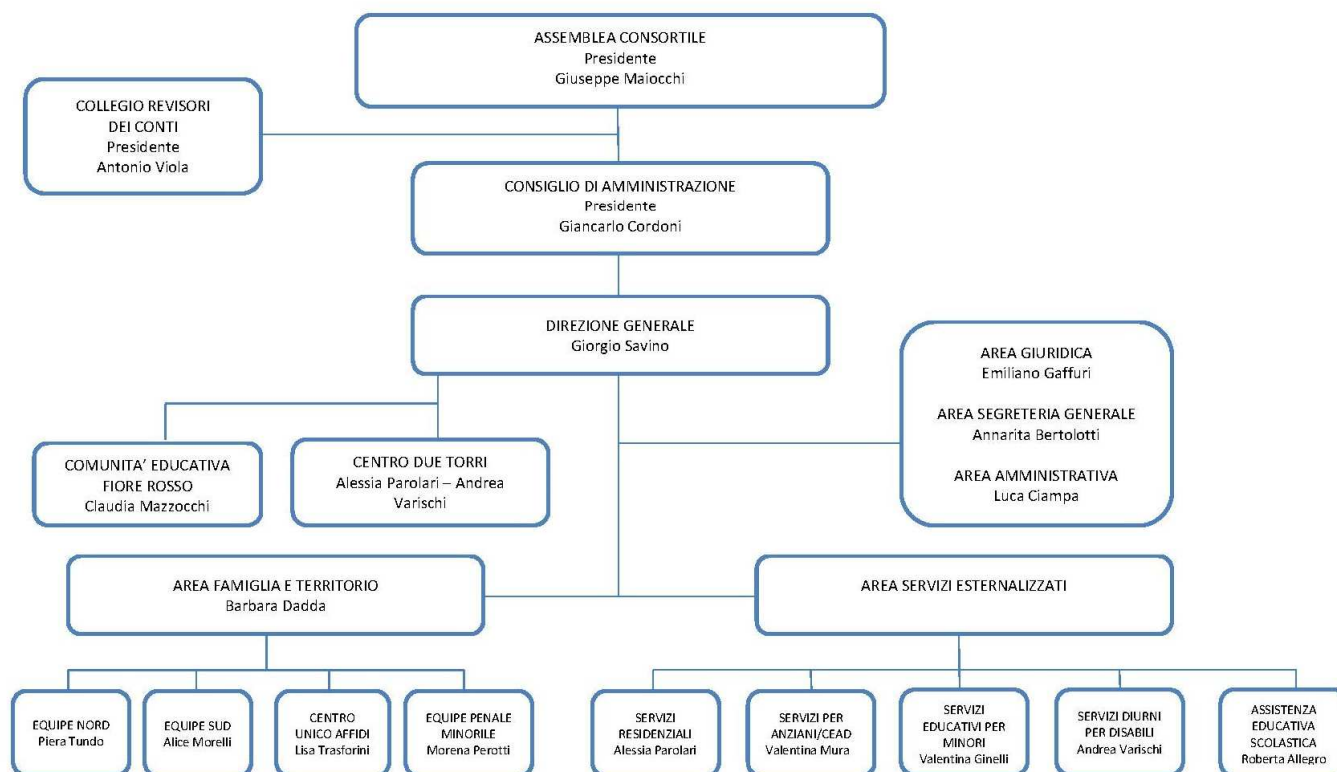 ASSEMBLEA CONSORTILE
Presidente
Giuseppe Maiocchi
COLLEGIO REVISORI
DEI CONTI
Presidente
Antonio Viola
CONSIGLIO DI AMMINISTRAZIONE
Presidente
Giancarlo Cordoni
DIREZIONE GENERALE
Giorgio Savino
AREA GIURIDICA
Emiliano Gaffuri
AREA SEGRETERIA GENERALE
Annarita Bertolotti
AREA AMMINISTRATIVA
Luca Ciampa
COMUNITA’ EDUCATIVA
FIORE ROSSO
Claudia Mazzocchi
CENTRO DUE TORRI
Alessia Parolari – Andrea
Varischi
AREA FAMIGLIA E TERRITORIO
Barbara Dadda
AREA SERVIZI ESTERNALIZZATI
EQUIPE NORD
Piera Tundo
EQUIPE SUD
Alice Morelli
CENTRO
UNICO AFFIDI
Lisa Trasforini
EQUIPE PENALE
MINORILE
Morena Perotti
SERVIZI
RESIDENZIALI
Alessia Parolari
SERVIZI PER
ANZIANI/CEAD
Valentina Mura
SERVIZI
EDUCATIVI PER
MINORI
Valentina Ginelli
SERVIZI DIURNI
PER DISABILI
Andrea Varischi
ASSISTENZA
EDUCATIVA
SCOLASTICA
Roberta Allegro